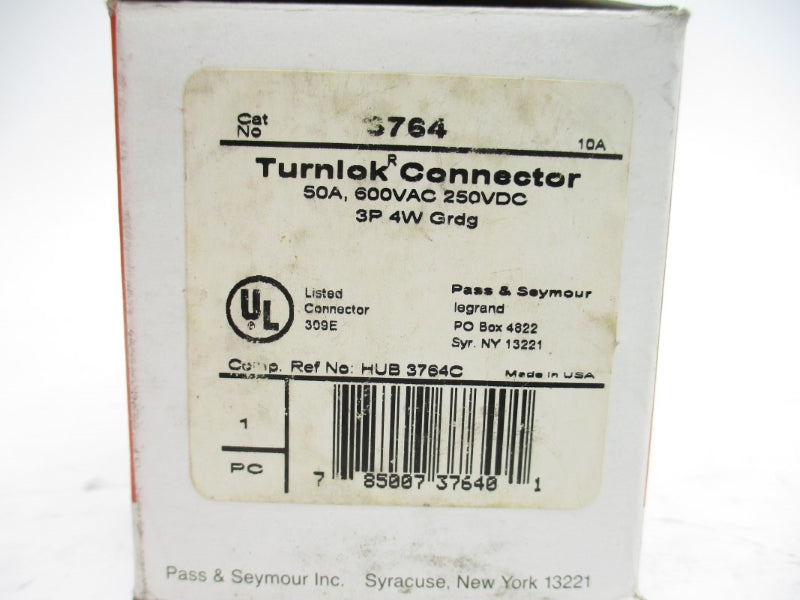 Cat
No
3764
10A
TurnlokR Connector
50A, 600VAC 250VDC
3P 4W Grdg
UL
®
Listed
Connector
309E
Pass & Seymour
legrand
PO Box 4822
Syr. NY 13221
Comp. Ref No: HUB 3764C
Made in USA
1
PC
7 85007 37640 1
Pass & Seymour Inc. Syracuse, New York 13221